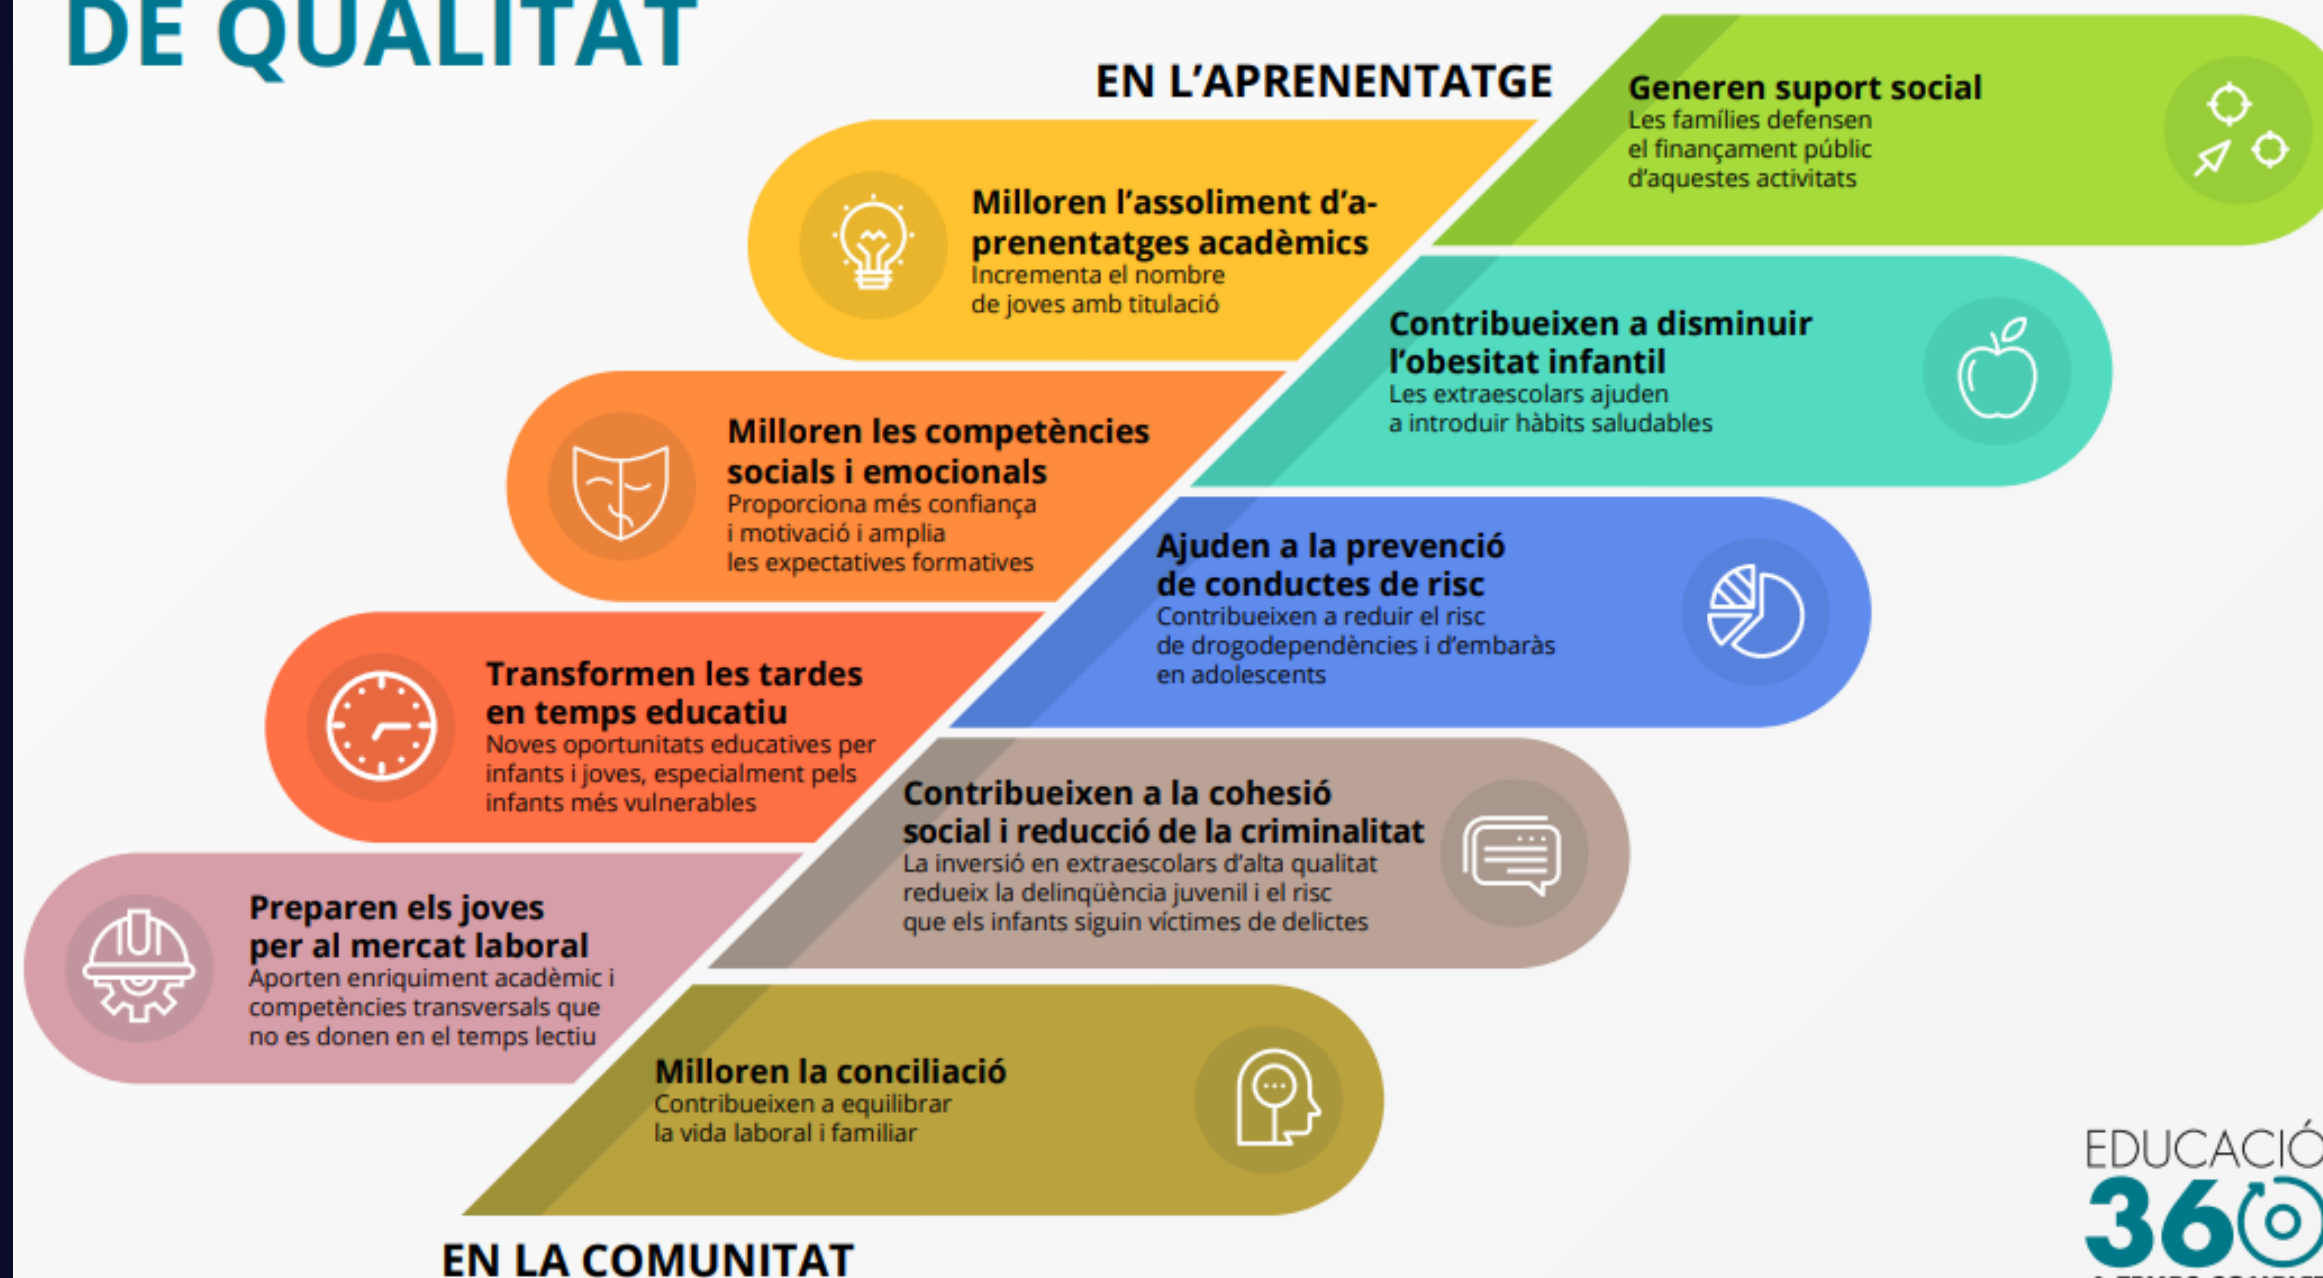 DE QUALITAT
EN L'APRENENTATGE
Milloren l'assoliment d'a-
prenentatges acadèmics
Incrementa el nombre
de joves amb titulació
Milloren les competències
socials i emocionals
Proporciona més confiança
i motivació i amplia
les expectatives formatives
Transformen les tardes
en temps educatiu
Noves oportunitats educatives per
infants i joves, especialment pels
infants més vulnerables
Preparen els joves
per al mercat laboral
Aporten enriquiment acadèmic i
competències transversals que
no es donen en el temps lectiu
Generen suport social
Les famílies defensen
el finançament públic
d'aquestes activitats
Contribueixen a disminuir
l'obesitat infantil
Les extraescolars ajuden
a introduir hàbits saludables
Ajuden a la prevenció
de conductes de risc
Contribueixen a reduir el risc
de drogodependències i d'embaràs
en adolescents
Contribueixen a la cohesió
social i reducció de la criminalitat
La inversió en extraescolars d'alta qualitat
redueix la delinqüència juvenil i el risc
que els infants siguin víctimes de delictes
Milloren la conciliació
Contribueixen a equilibrar
la vida laboral i familiar
EN LA COMUNITAT
EDUCACIÓ
360